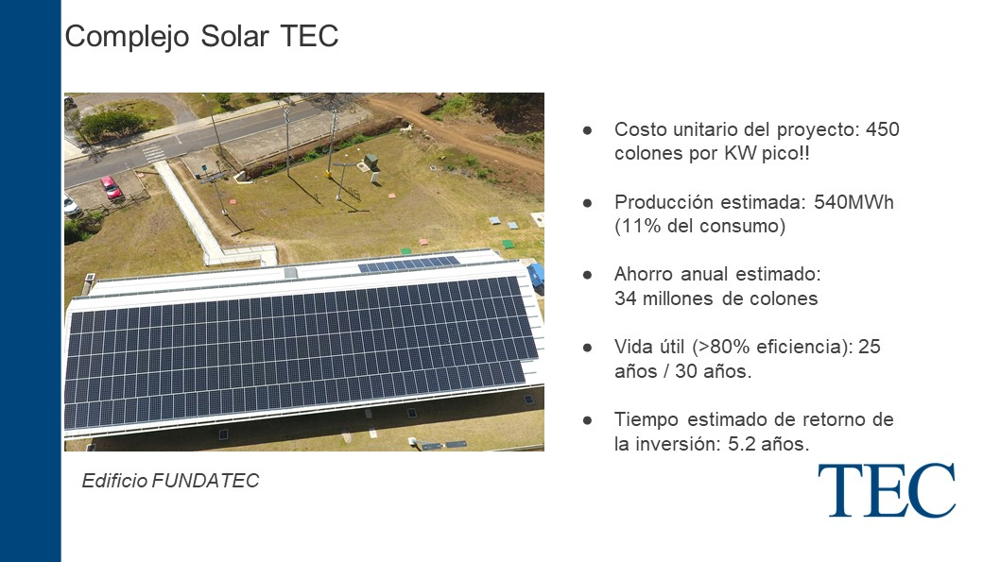 Complejo Solar TEC
● Costo unitario del proyecto: 450
colones por KW pico!!
● Producción estimada: 540MWh
(11% del consumo)
● Ahorro anual estimado:
34 millones de colones
● Vida útil (>80% eficiencia): 25
años / 30 años.
● Tiempo estimado de retorno de
la inversión: 5.2 años.
Edificio FUNDATEC
TEC